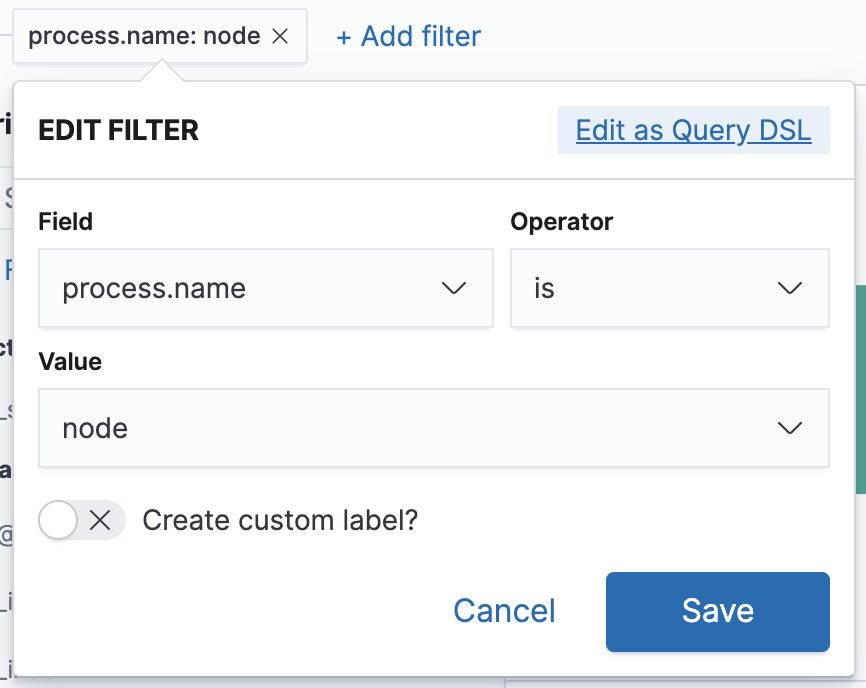 process.name: node
+ Add filter
EDIT FILTER
Edit as Query DSL
Field
Operator
process.name
is
Value
node
Create custom label?
Cancel
Save